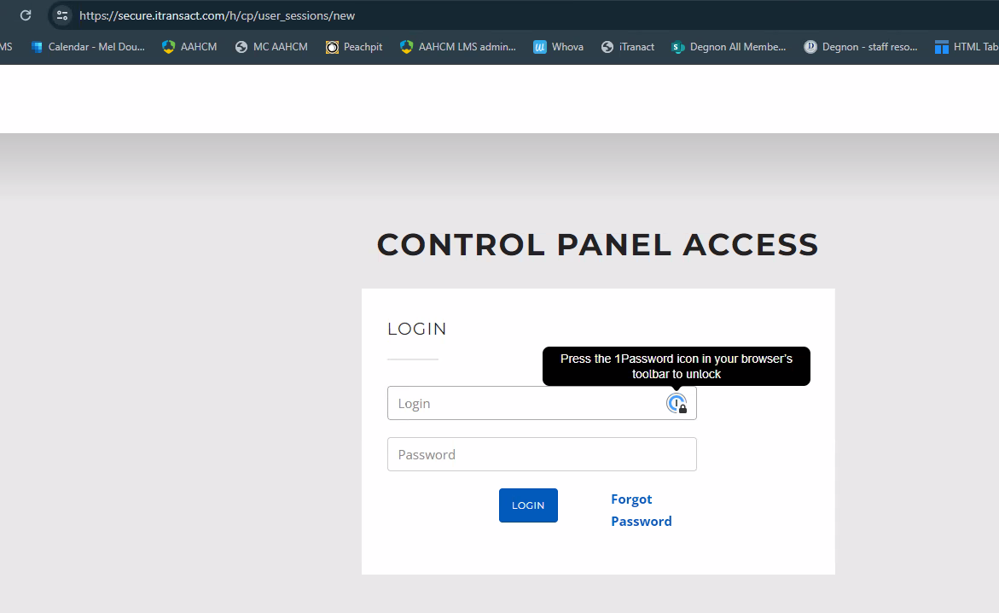 https://secure.itransact.com/h/cp/user_sessions/new
MS Calendar - Mel Dou... AAHCM MC AAHCM Peachpit AAHCM LMS admin... Whova iTranact Degnon All Membe... Degnon - staff reso... HTML Tab
CONTROL PANEL ACCESS
LOGIN
Press the 1Password icon in your browser's
toolbar to unlock
Login
Password
LOGIN
Forgot
Password